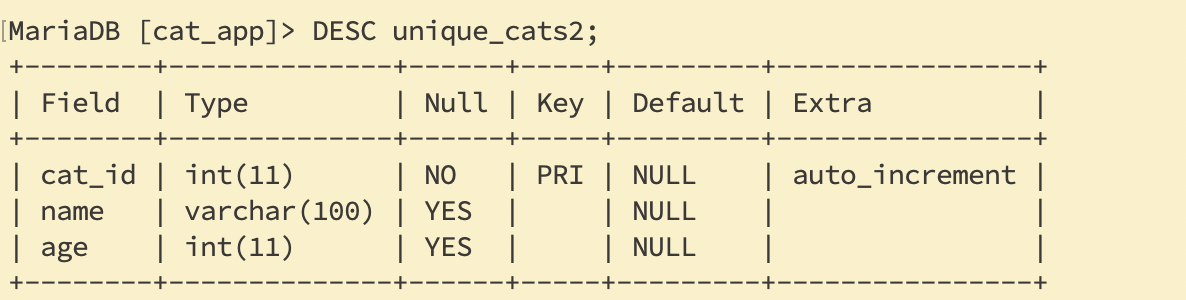 [MariaDB [cat_app]> DESC unique_cats2;
+--------+--------------+------+-----+---------+----------------+
| Field  | Type         | Null | Key | Default | Extra          |
+--------+--------------+------+-----+---------+----------------+
| cat_id | int(11)      | NO   | PRI | NULL    | auto_increment |
| name   | varchar(100) | YES  |     | NULL    |                |
| age    | int(11)      | YES  |     | NULL    |                |
+--------+--------------+------+-----+---------+----------------+